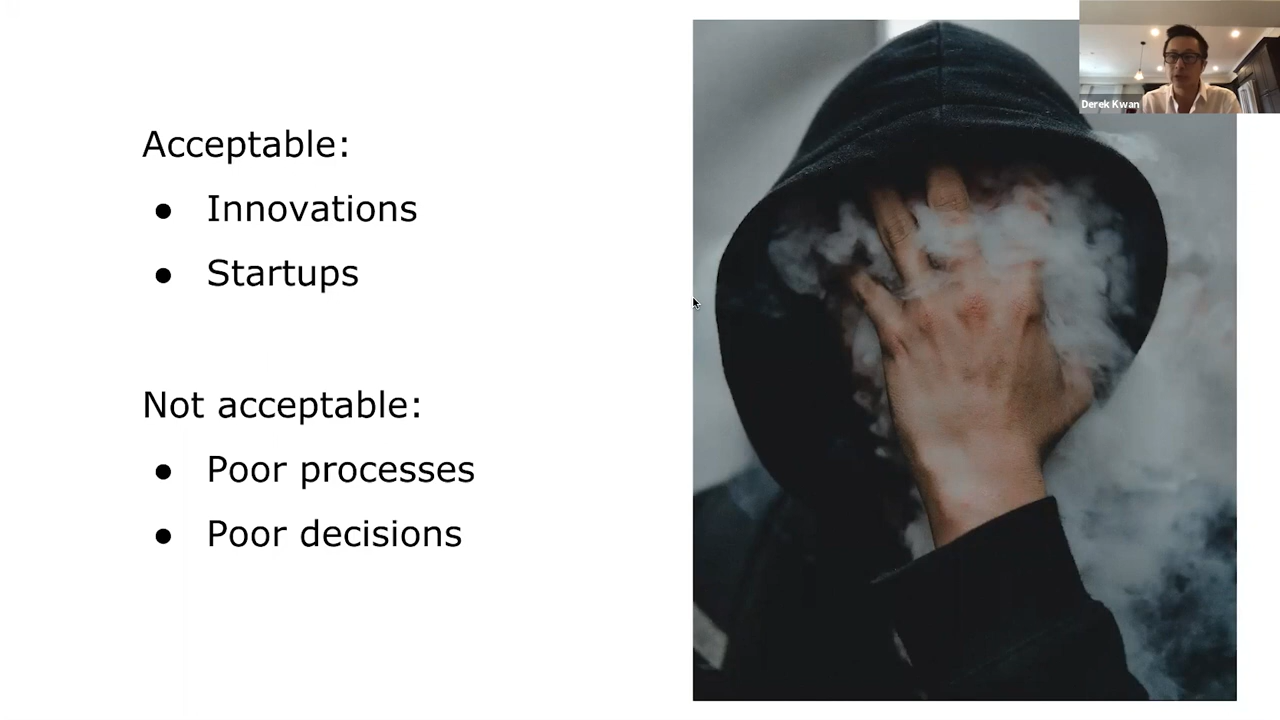 Acceptable:
● Innovations
● Startups
Not acceptable:
● Poor processes
● Poor decisions
Derek Kwan